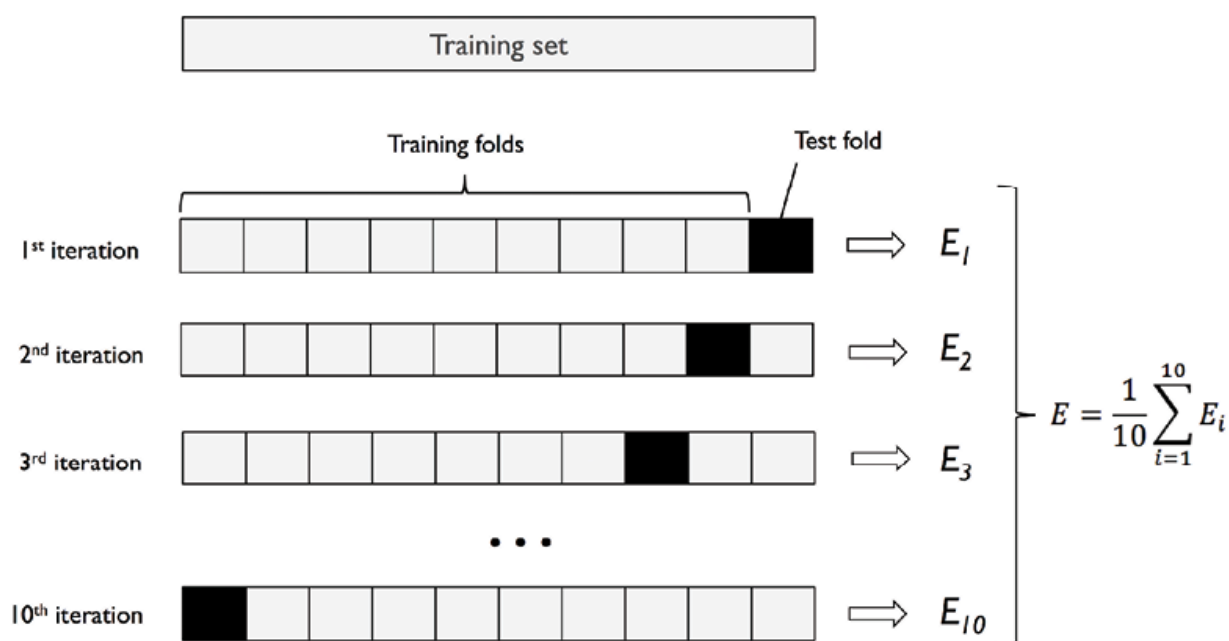 Training set
Training folds
Test fold
1st iteration
E1
2nd iteration
E2
3rd iteration
E3
E = 1/10 ∑ i=1 10 Ei
• • •
10th iteration
E10